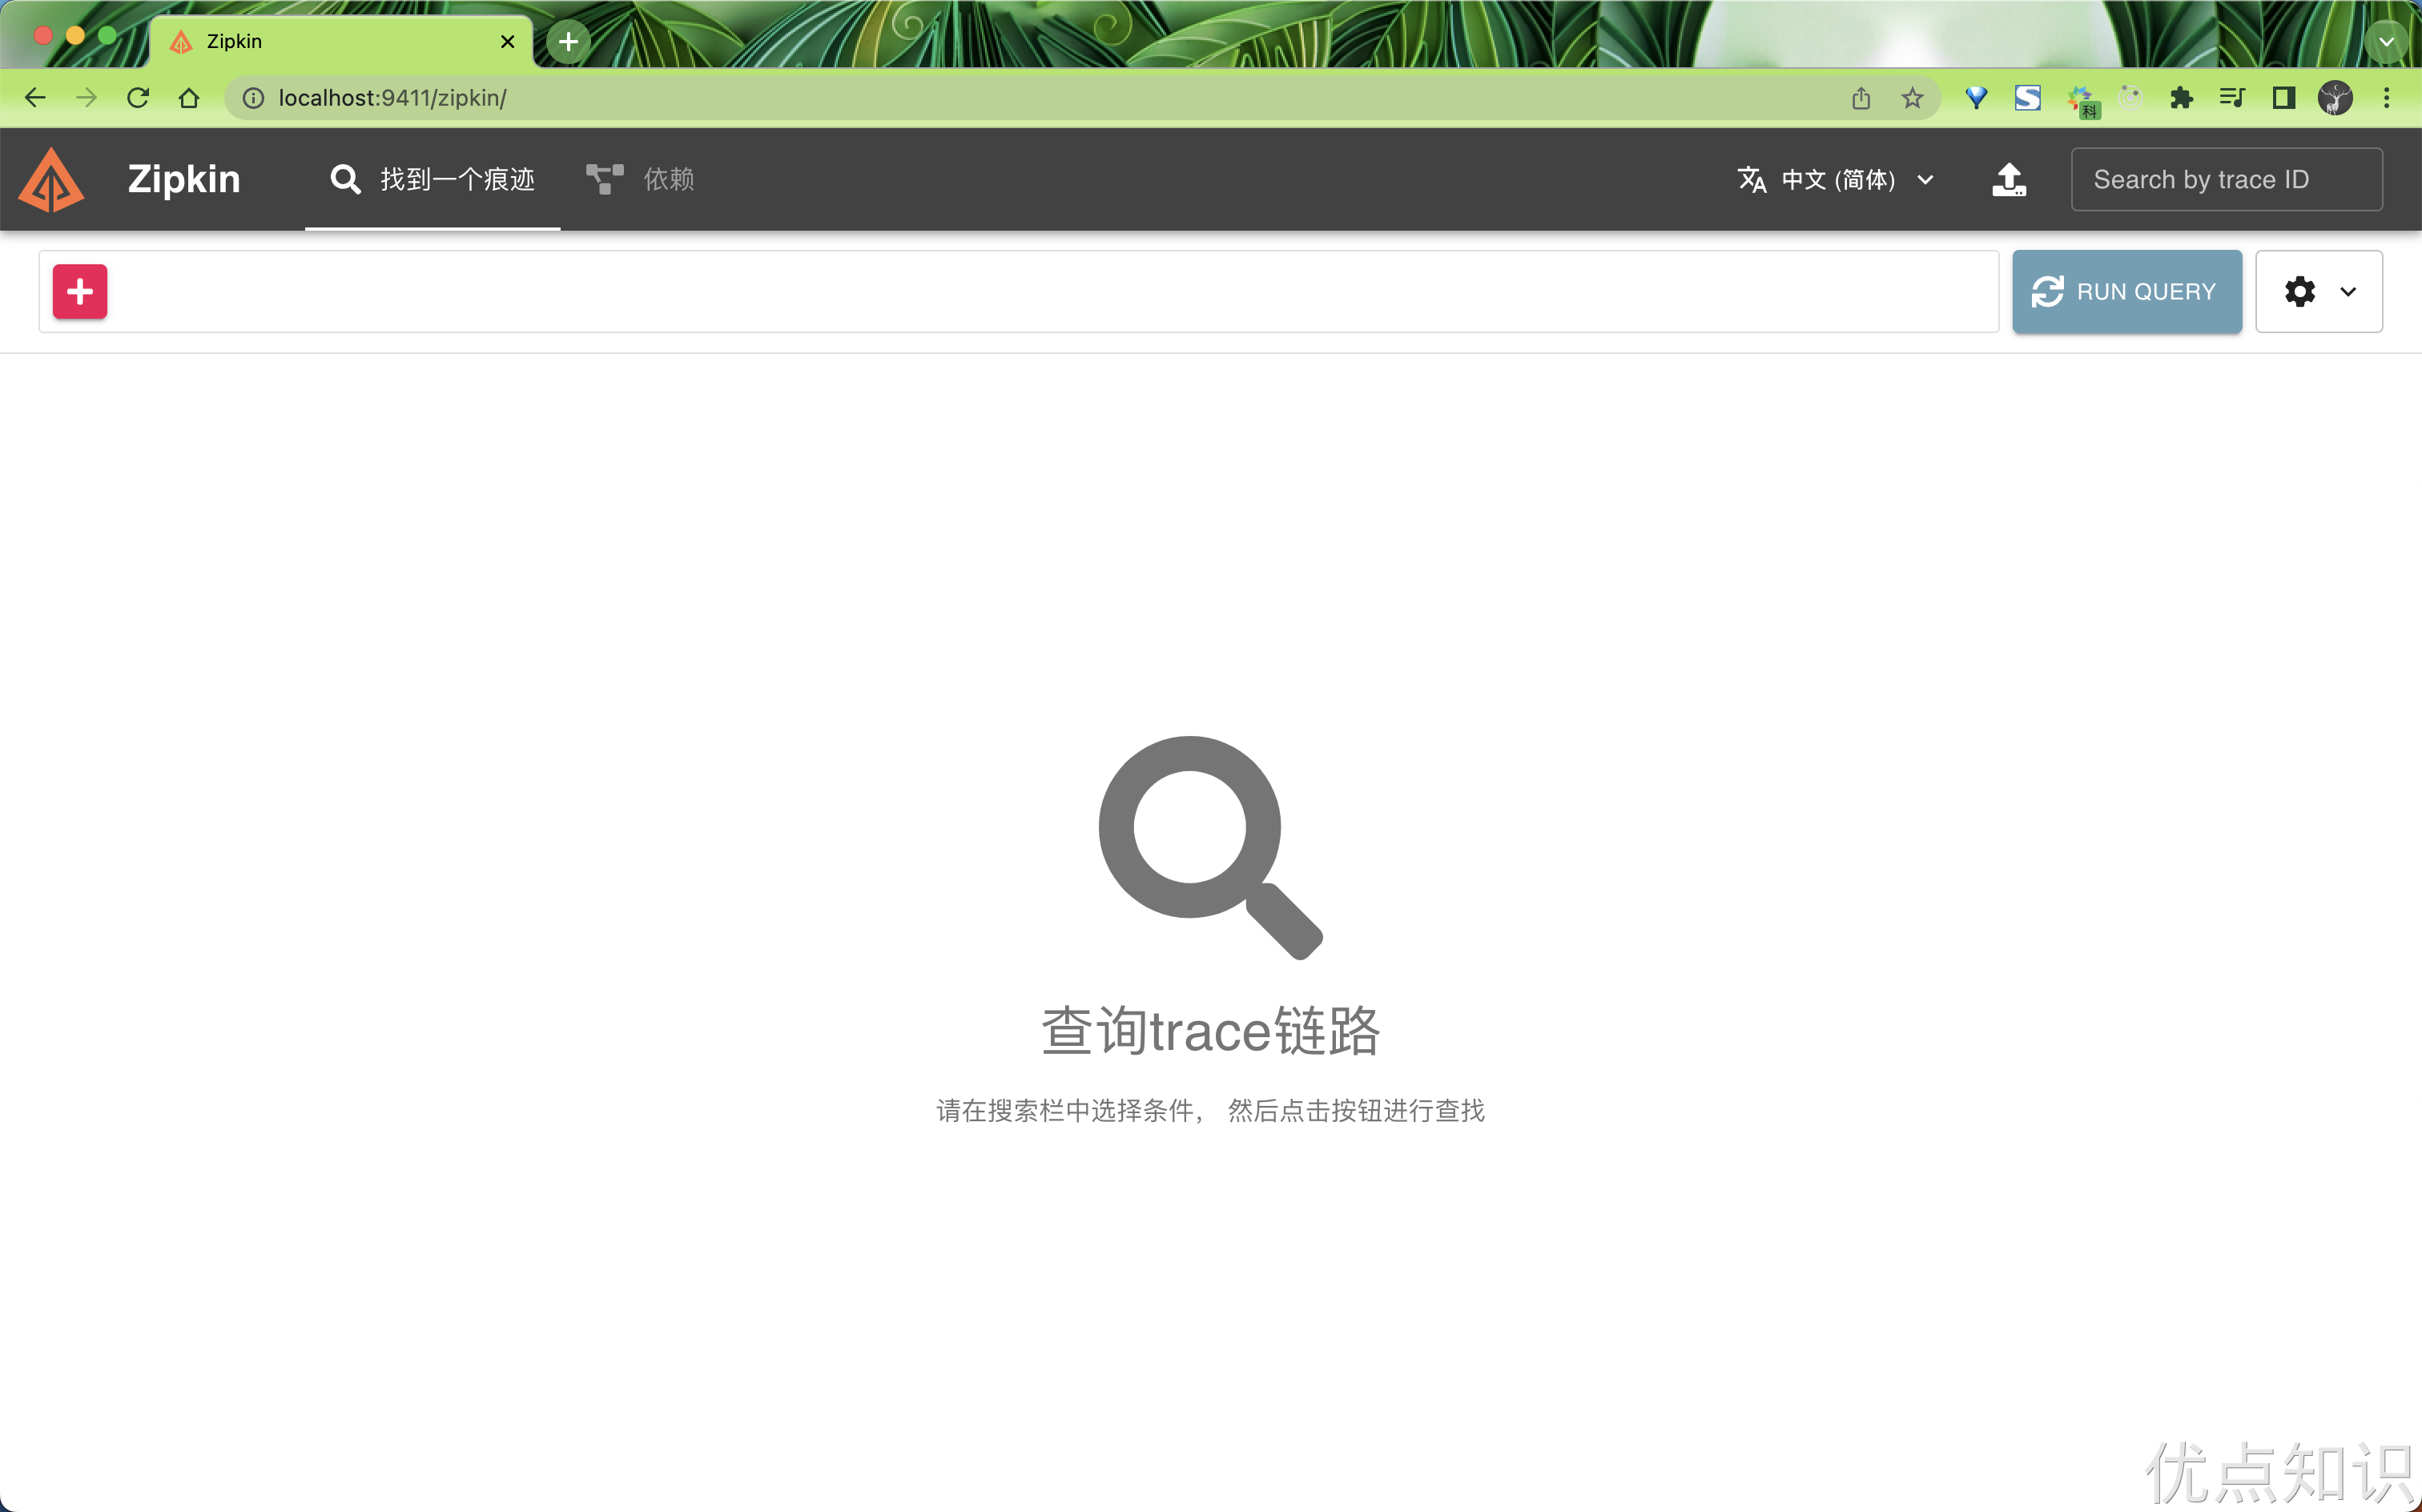 Zipkin
localhost:9411/zipkin/
科
Zipkin
找到一个痕迹
依赖
中文 (简体)
Search by trace ID
RUN QUERY
查询trace链路
请在搜索栏中选择条件， 然后点击按钮进行查找
优点知识